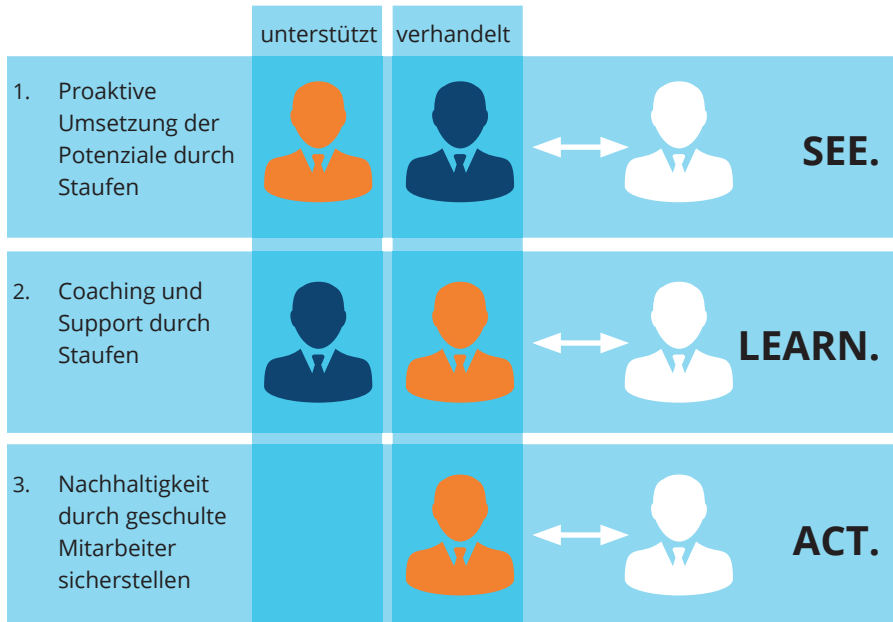 unterstützt verhandelt
1. Proaktive
Umsetzung der
Potenziale durch
Staufen
SEE.
2. Coaching und
Support durch
Staufen
LEARN.
3. Nachhaltigkeit
durch geschulte
Mitarbeiter
sicherstellen
ACT.